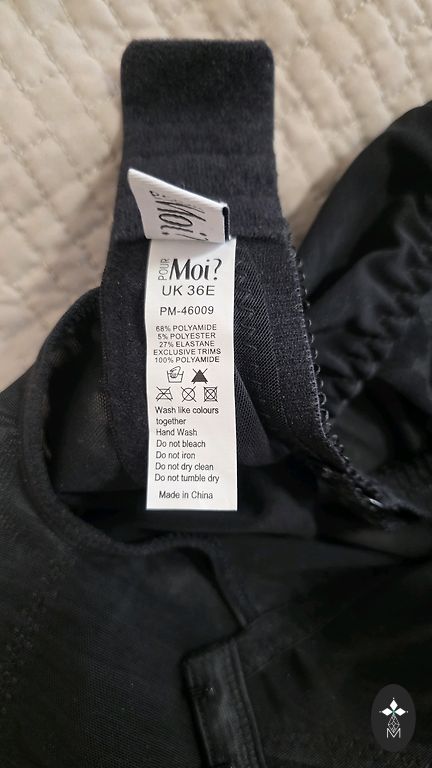 Moi?
POUR Moi?
UK 36E
PM-46009
68% POLYAMIDE
5% POLYESTER
27% ELASTANE
EXCLUSIVE TRIMS
100% POLYAMIDE
Wash like colours
together
Hand Wash
Do not bleach
Do not iron
Do not dry clean
Do not tumble dry
Made in China
M